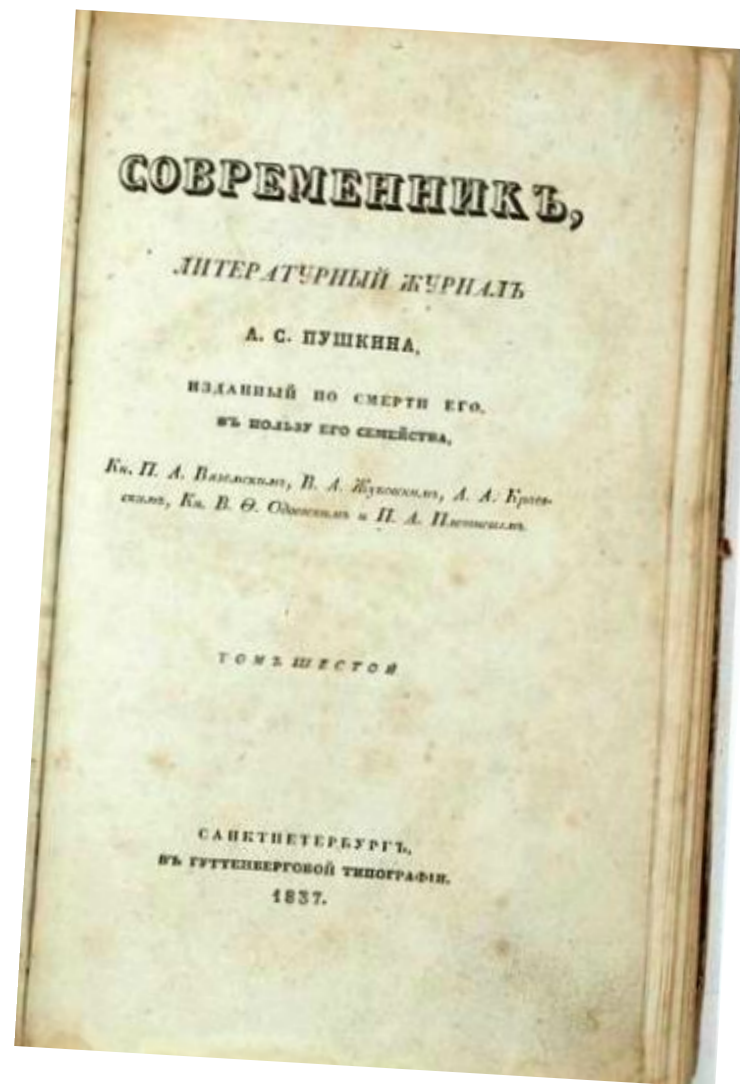 СОВРЕМЕННИКЪ,
ЛИТЕРАТУРНЫЙ ЖУРНАЛЪ
А. С. ПУШКИНА,
ИЗДАННЫЙ ПО СМЕРТИ ЕГО,
ВЪ ПОЛЬЗУ ЕГО СЕМЕЙСТВА,
Кн. П. А. Вяземскимъ, В. А. Жуковскимъ, А. А. Краев-
скимъ, Кн. В. Ѳ. Одоевскимъ и П. А. Плетневымъ
ТОМЪ ШЕСТОЙ
САНКТПЕТЕРБУРГЪ,
ВЪ ГУТТЕНБЕРГОВОЙ ТИПОГРАФІИ.
1837.